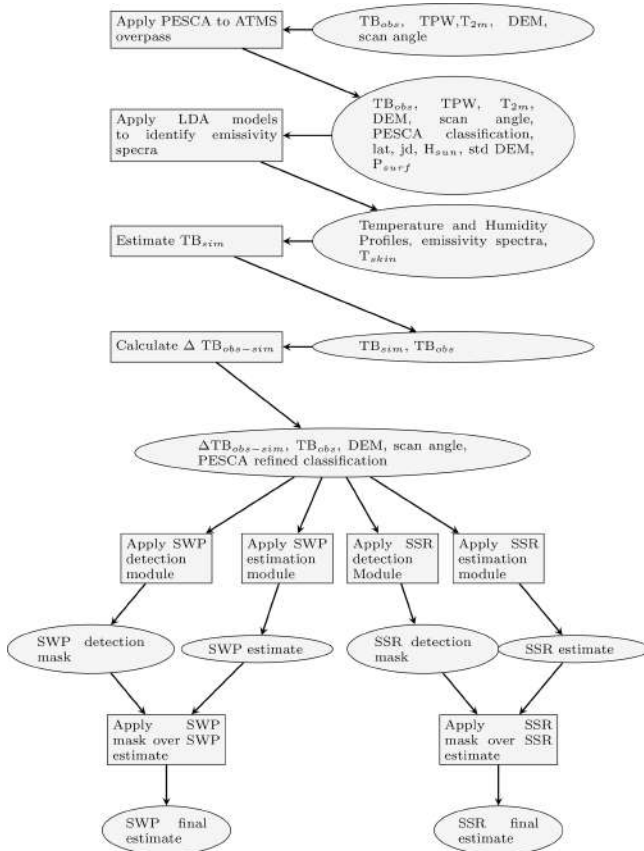 Apply PESCA to ATMS
overpass
TB_obs, TPW,T_2m, DEM,
scan angle
Apply LDA models
to identify emissivity
specra
TB_obs, TPW, T_2m,
DEM, scan angle,
PESCA classification,
lat, jd, H_sun, std DEM,
P_surf
Estimate TB_sim
Temperature and Humidity
Profiles, emissivity spectra,
T_skin
Calculate Δ TB_obs−sim
TB_sim, TB_obs
ΔTB_obs−sim, TB_obs, DEM, scan angle,
PESCA refined classification
Apply SWP
detection
module
Apply SWP
estimation
module
Apply SSR
detection
Module
Apply SSR
estimation
module
SWP detection
mask
SWP estimate
SSR detection
mask
SSR estimate
Apply SWP
mask over SWP
estimate
Apply SSR
mask over SSR
estimate
SWP final
estimate
SSR final
estimate